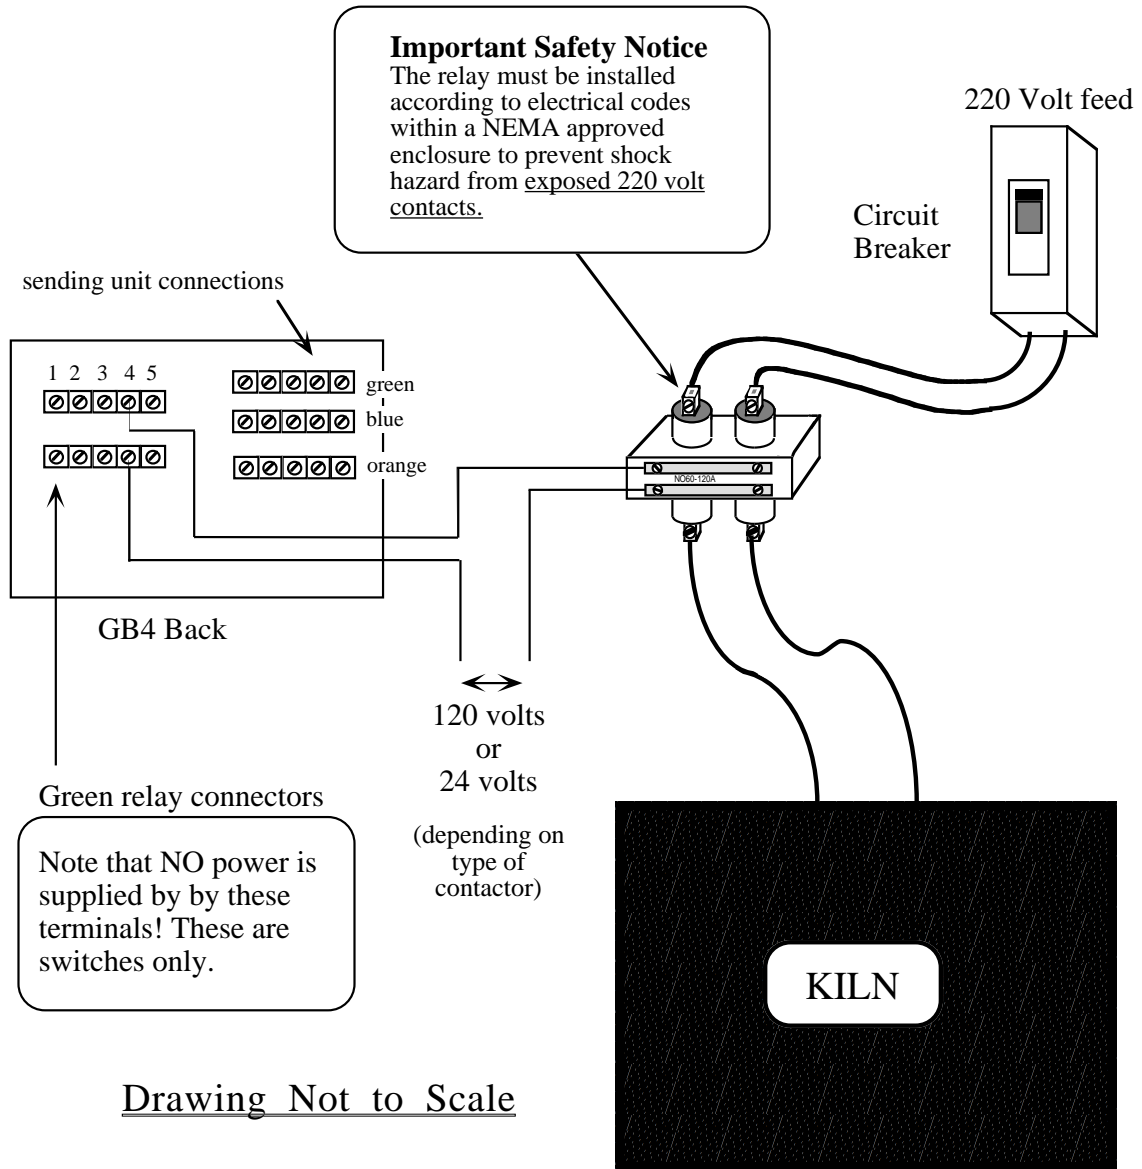 Important Safety Notice
The relay must be installed
according to electrical codes
within a NEMA approved
enclosure to prevent shock
hazard from exposed 220 volt
contacts.
220 Volt feed
Circuit
Breaker
sending unit connections
1 2 3 4 5
green
blue
orange
NO60-120A
GB4 Back
120 volts
or
24 volts
(depending on
type of
contactor)
Green relay connectors
Note that NO power is
supplied by by these
terminals! These are
switches only.
KILN
Drawing Not to Scale